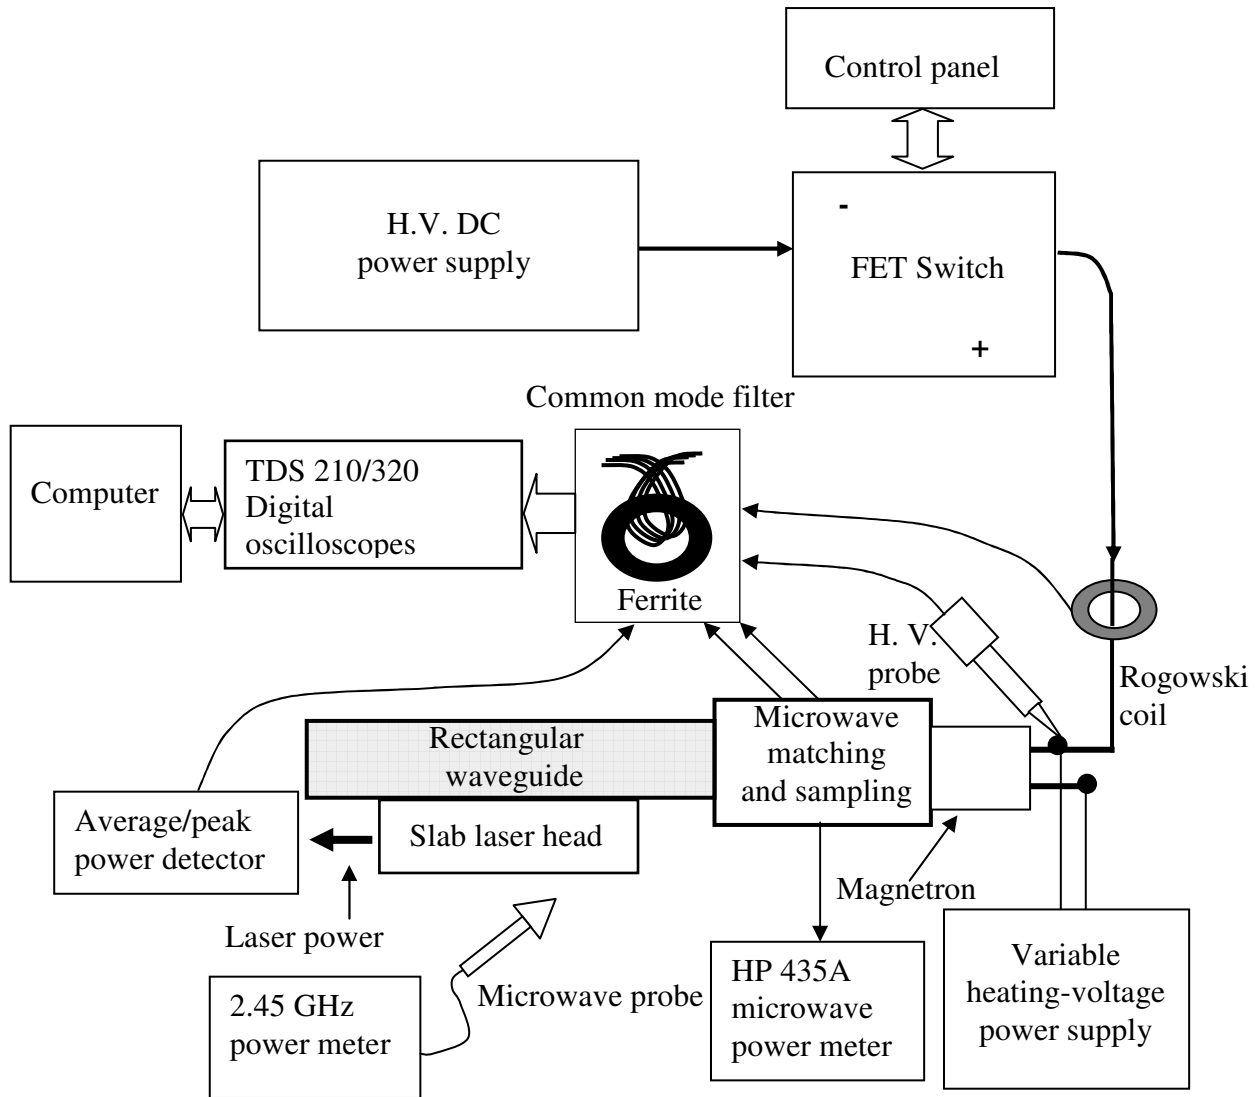 Control panel
H.V. DC
power supply
-
FET Switch
+
Common mode filter
Computer
TDS 210/320
Digital
oscilloscopes
Ferrite
H. V.
probe
Rogowski
coil
Rectangular
waveguide
Microwave
matching
and sampling
Average/peak
power detector
Slab laser head
Magnetron
Laser power
Microwave probe
2.45 GHz
power meter
HP 435A
microwave
power meter
Variable
heating-voltage
power supply